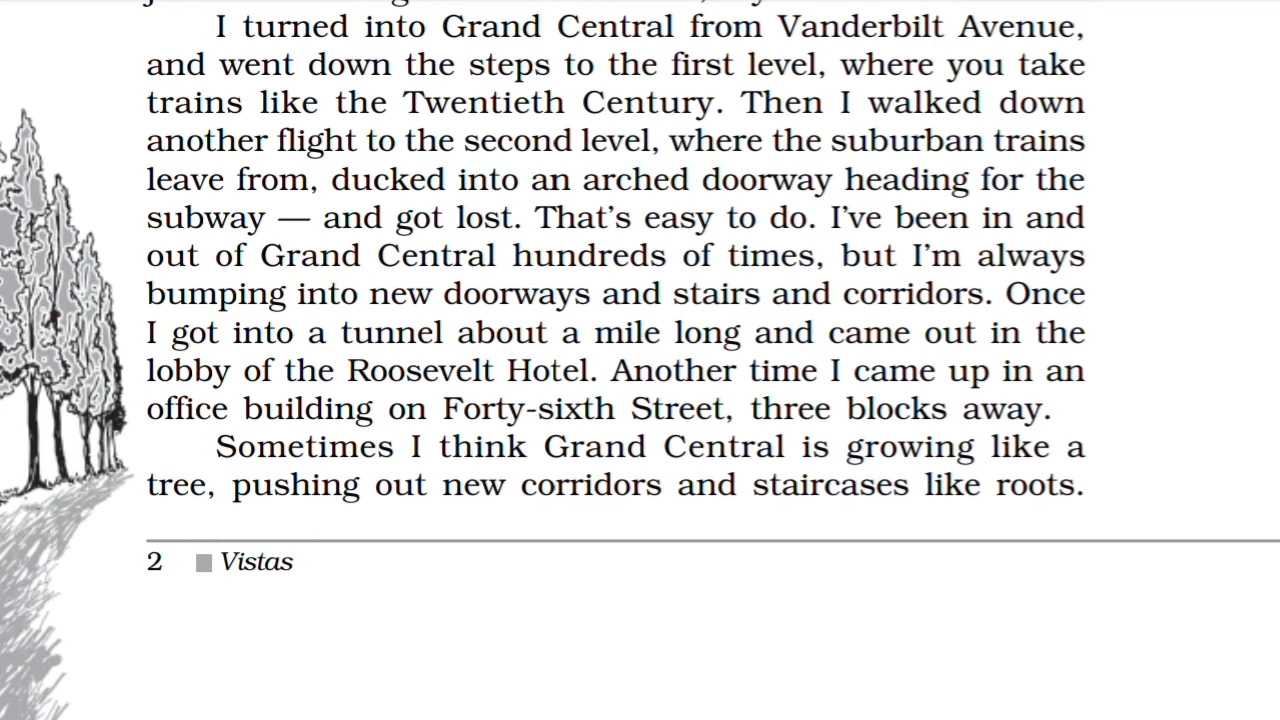 I turned into Grand Central from Vanderbilt Avenue,
and went down the steps to the first level, where you take
trains like the Twentieth Century. Then I walked down
another flight to the second level, where the suburban trains
leave from, ducked into an arched doorway heading for the
subway — and got lost. That's easy to do. I've been in and
out of Grand Central hundreds of times, but I'm always
bumping into new doorways and stairs and corridors. Once
I got into a tunnel about a mile long and came out in the
lobby of the Roosevelt Hotel. Another time I came up in an
office building on Forty-sixth Street, three blocks away.
Sometimes I think Grand Central is growing like a
tree, pushing out new corridors and staircases like roots.
2 Vistas